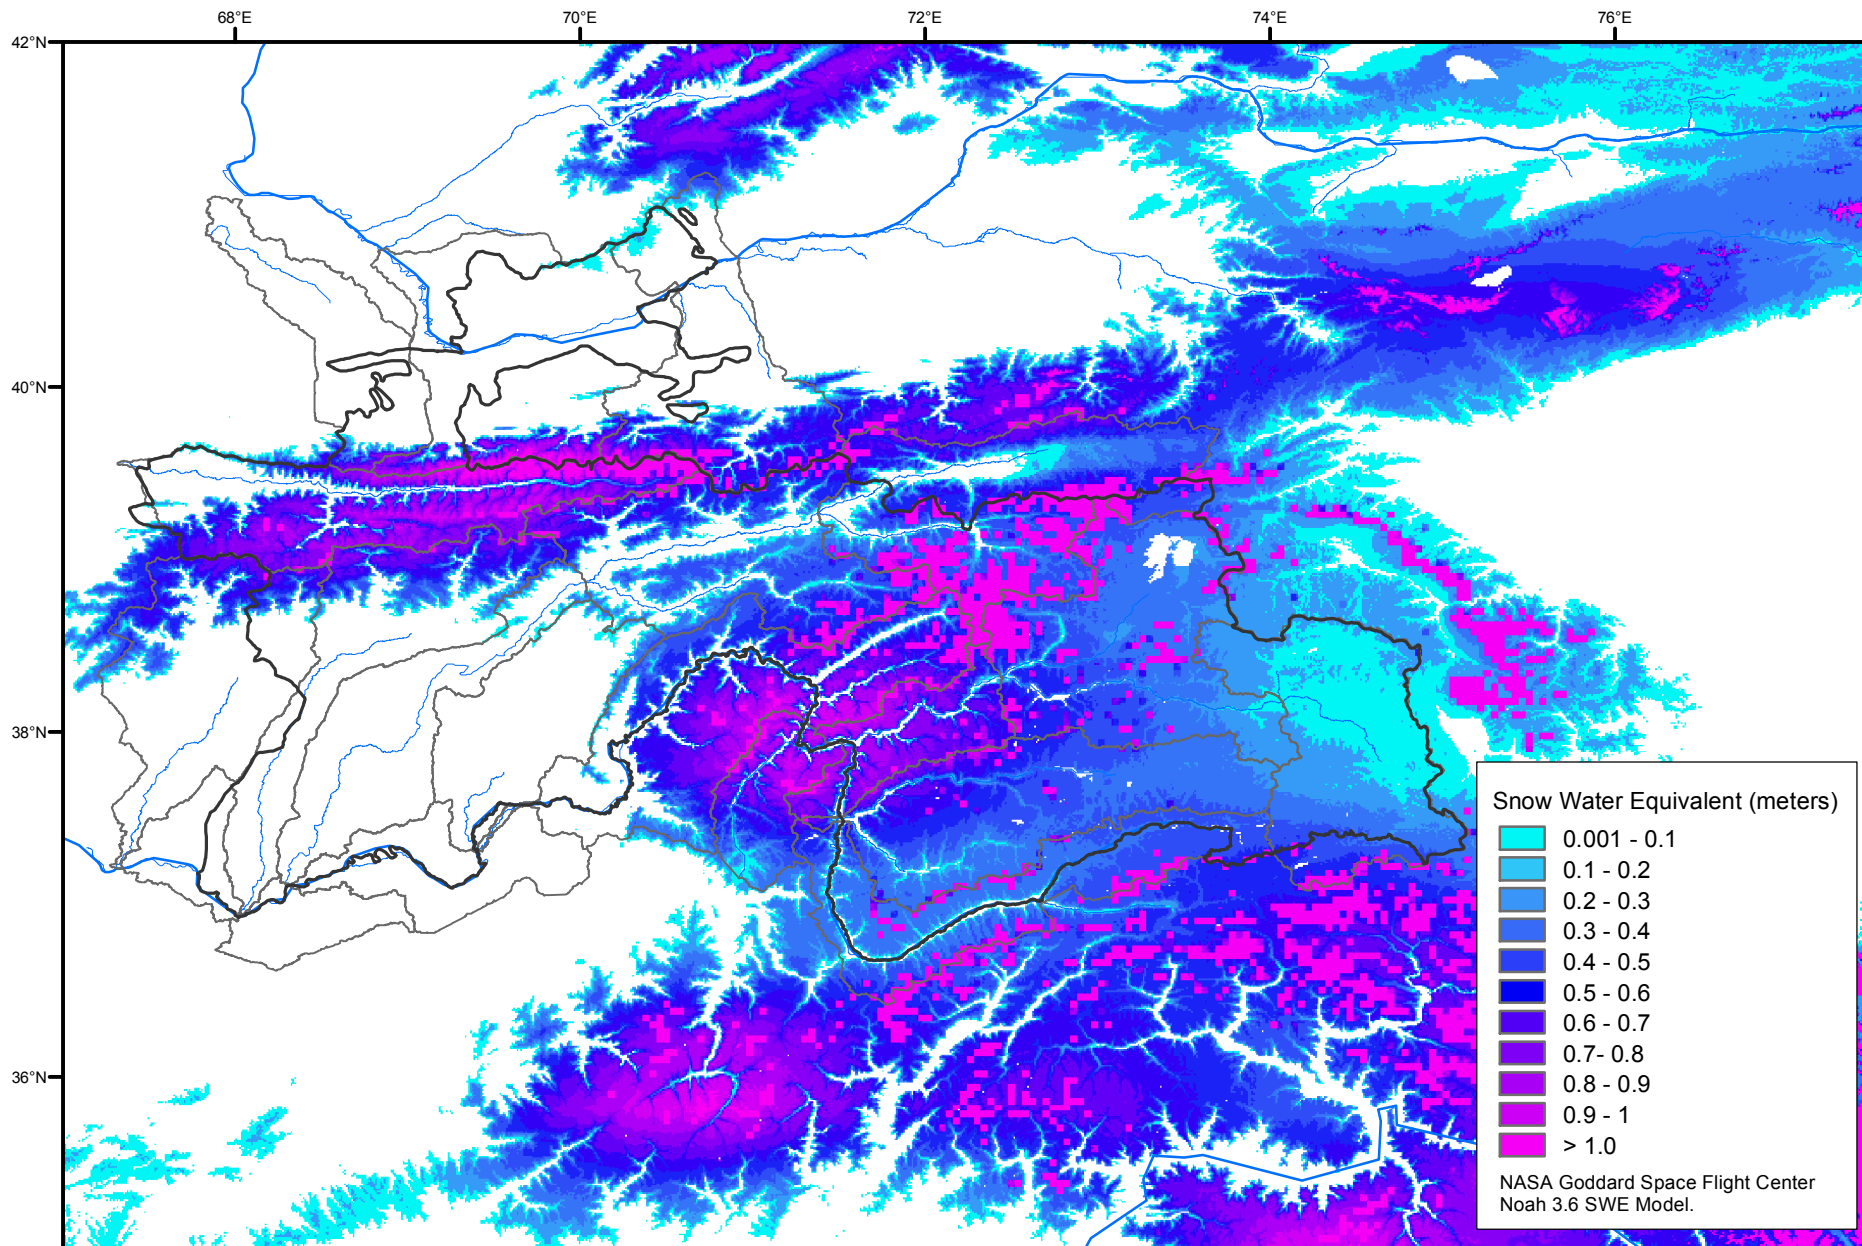 68°E 70°E 72°E 74°E 76°E
42°N
40°N
38°N
36°N
Snow Water Equivalent (meters)
0.001 - 0.1
0.1 - 0.2
0.2 - 0.3
0.3 - 0.4
0.4 - 0.5
0.5 - 0.6
0.6 - 0.7
0.7- 0.8
0.8 - 0.9
0.9 - 1
> 1.0
NASA Goddard Space Flight Center
Noah 3.6 SWE Model.